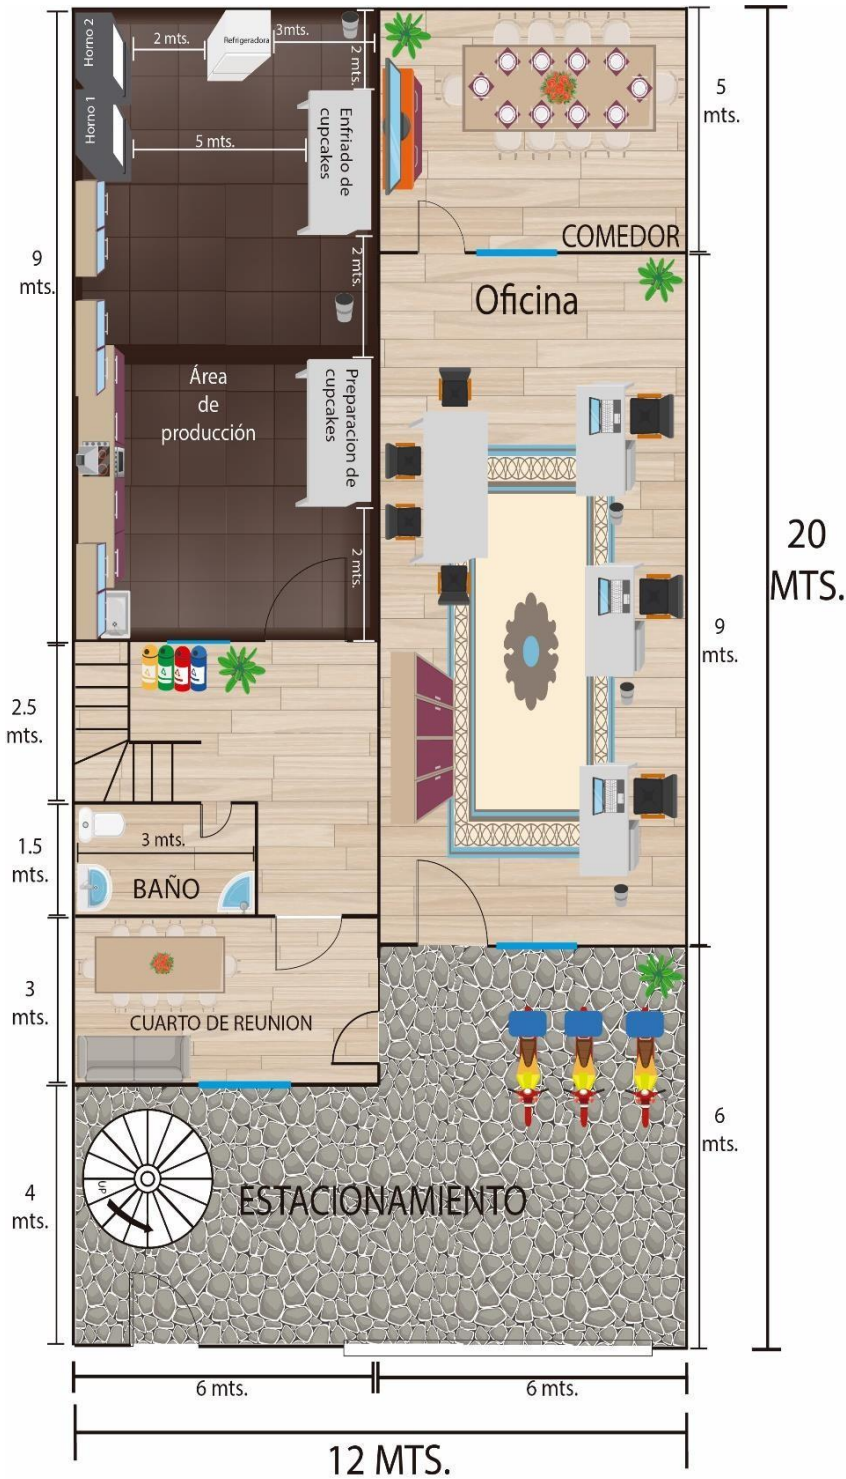 Horno 2
Horno 1
2 mts.
Refrigeradora
3mts.
2 mts.
5 mts.
Enfriado de
cupcakes
2 mts.
Área
de
producción
Preparacion de
cupcakes
2 mts.
9
mts.
COMEDOR
5
mts.
Oficina
9
mts.
20
MTS.
2.5
mts.
1.5
mts.
3 mts.
BAÑO
3
mts.
CUARTO DE REUNION
4
mts.
UP
ESTACIONAMIENTO
6
mts.
6 mts.
6 mts.
12 MTS.